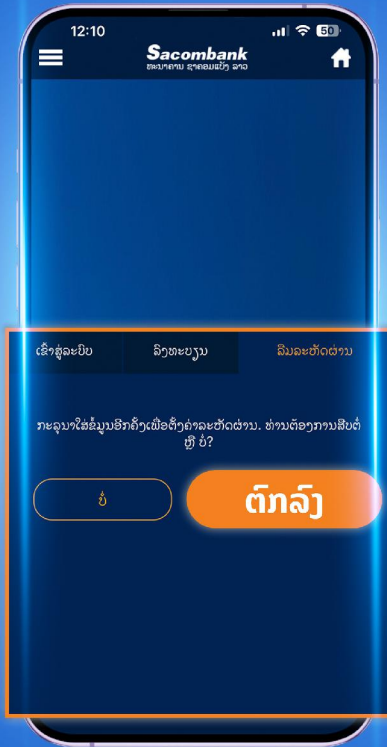 12:10
50
Sacombank
ທະນາຄານ ຊາຄອມແບັງ ລາວ
ເຂົ້າສູ່ລະບົບ
ລົງທະບຽນ
ລືມລະຫັດຜ່ານ
ກະລຸນາໃສ່ຂໍ້ມູນອີກຄັ້ງເພື່ອຕັ້ງຄ່າລະຫັດຜ່ານ. ທ່ານຕ້ອງການສືບຕໍ່
ຫຼື ບໍ່?
ບໍ່
ຕົກລົງ